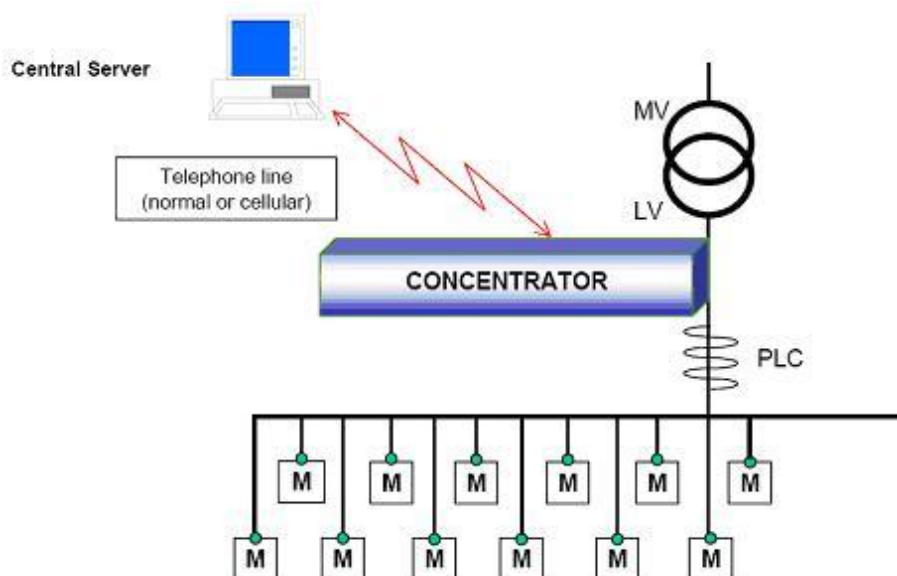 Central Server
MV
Telephone line
(normal or cellular)
LV
CONCENTRATOR
PLC
M M M M M M
M M M M M M